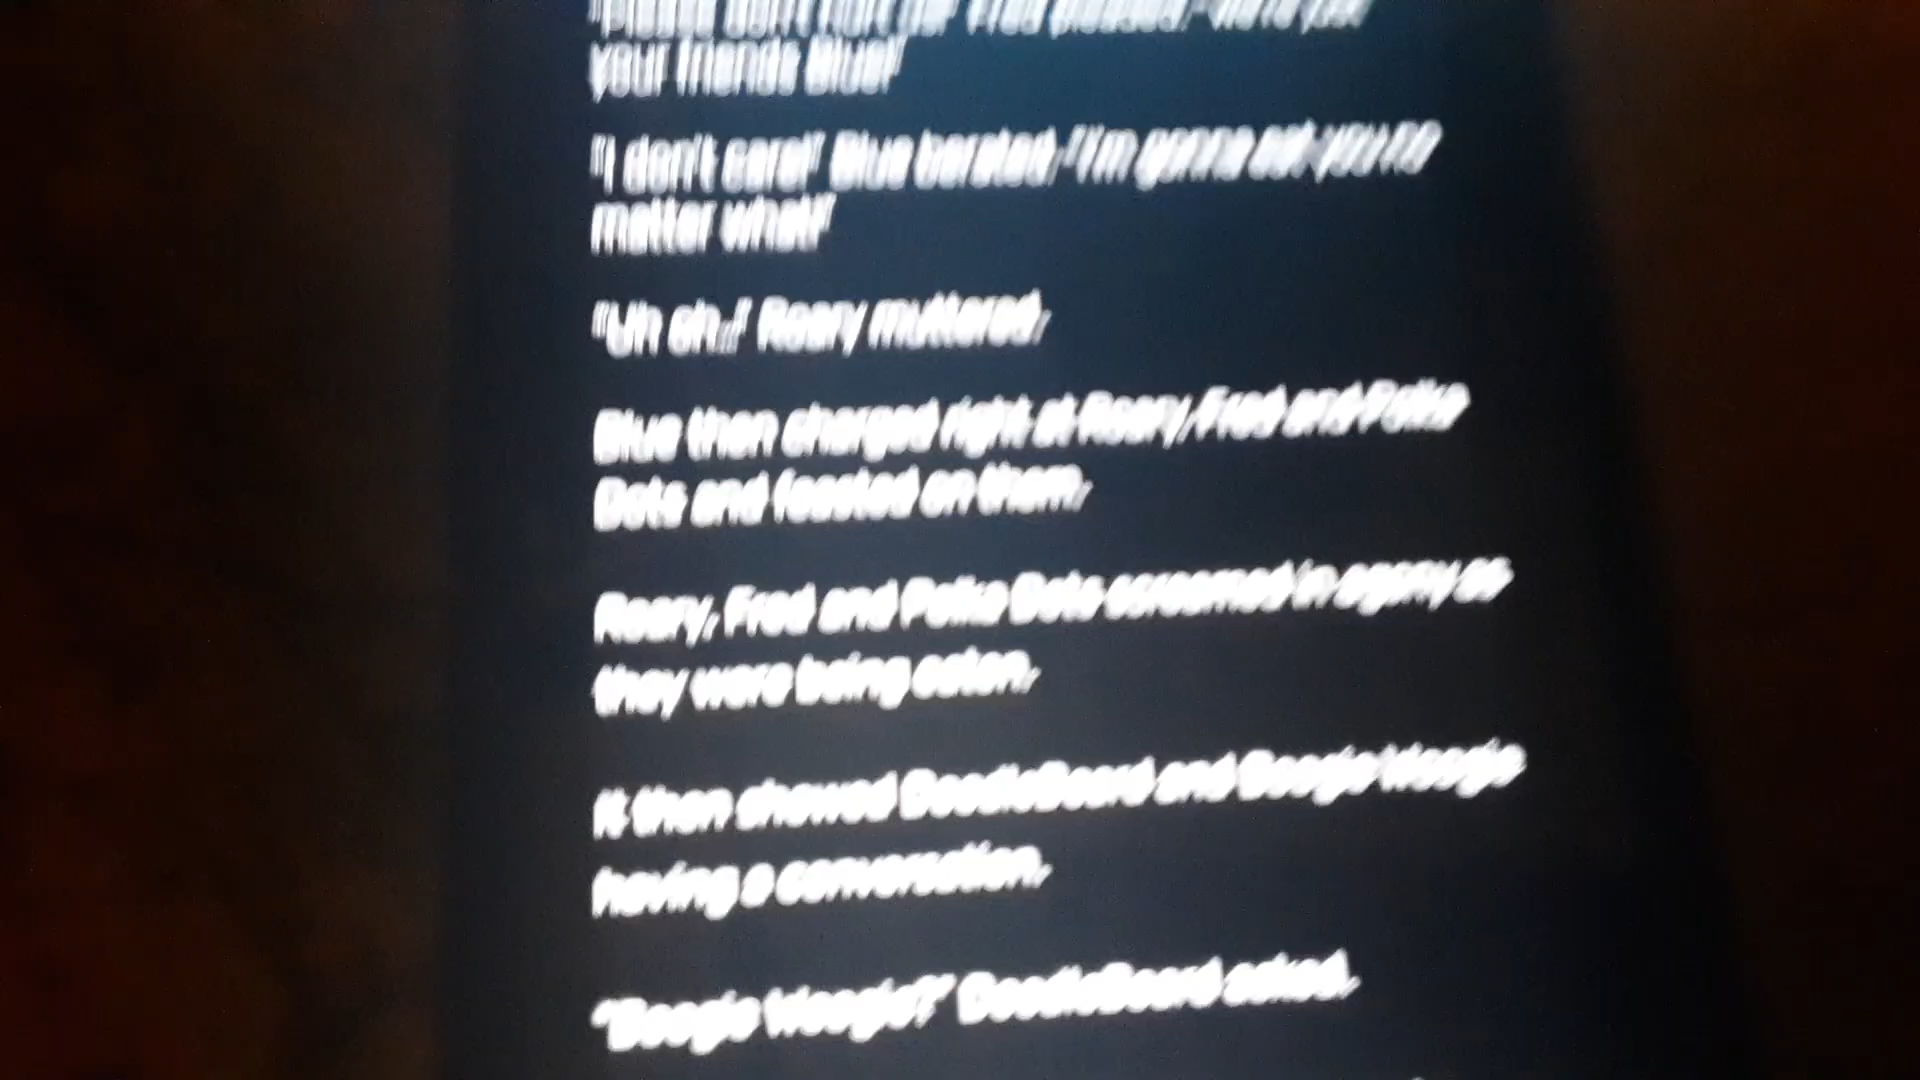 "Please don't hurt
your friends Blue!"
"I don't care!" Blue berated, "I'm gonna eat you no
matter what!"
"Uh oh..." Roary muttered.
Blue then charged right at Roary, Fred and Polka
Dots and feasted on them.
Roary, Fred and Polka Dots screamed in agony as
they were being eaten.
It then showed DoodleBoard and Boogie Woogie
having a conversation.
"Boogie Woogie?" DoodleBoard asked.